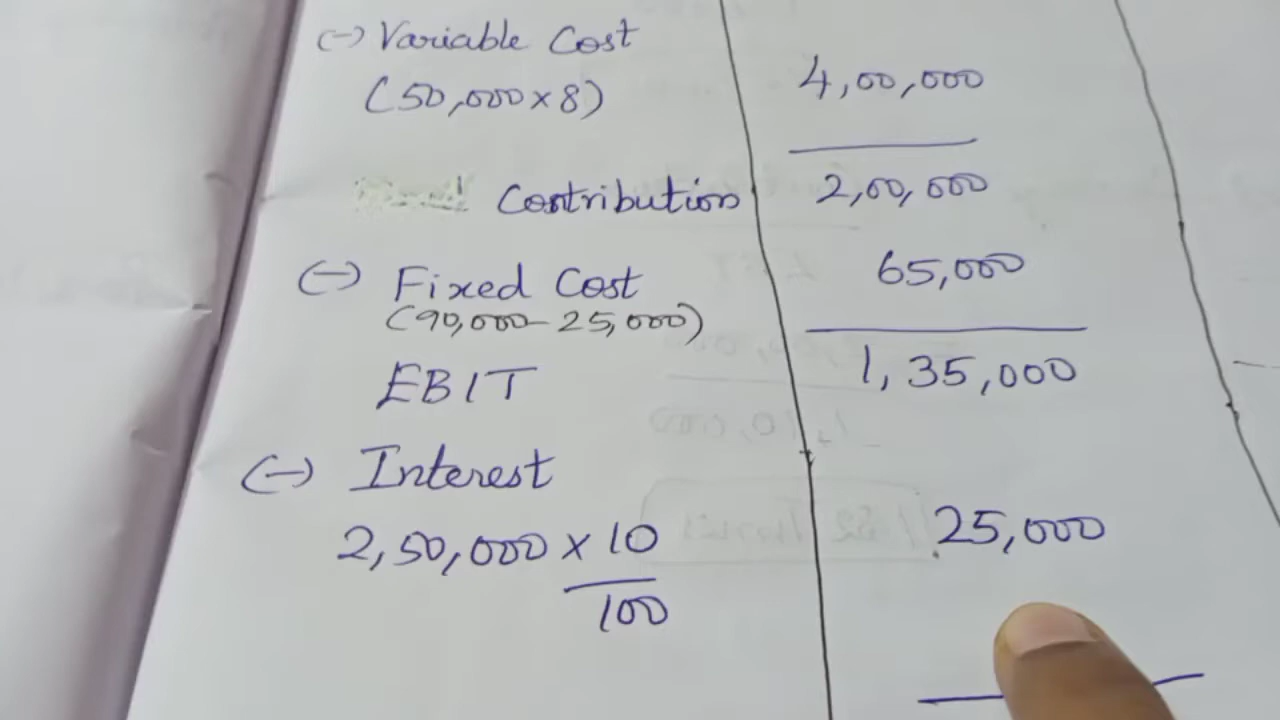 (-) Variable Cost
(50,000 x 8) 4,00,000
Contribution 2,00,000
(-) Fixed Cost 65,000
(90,000-25,000)
EBIT 1,35,000
(-) Interest
2,50,000 x 10 25,000
100